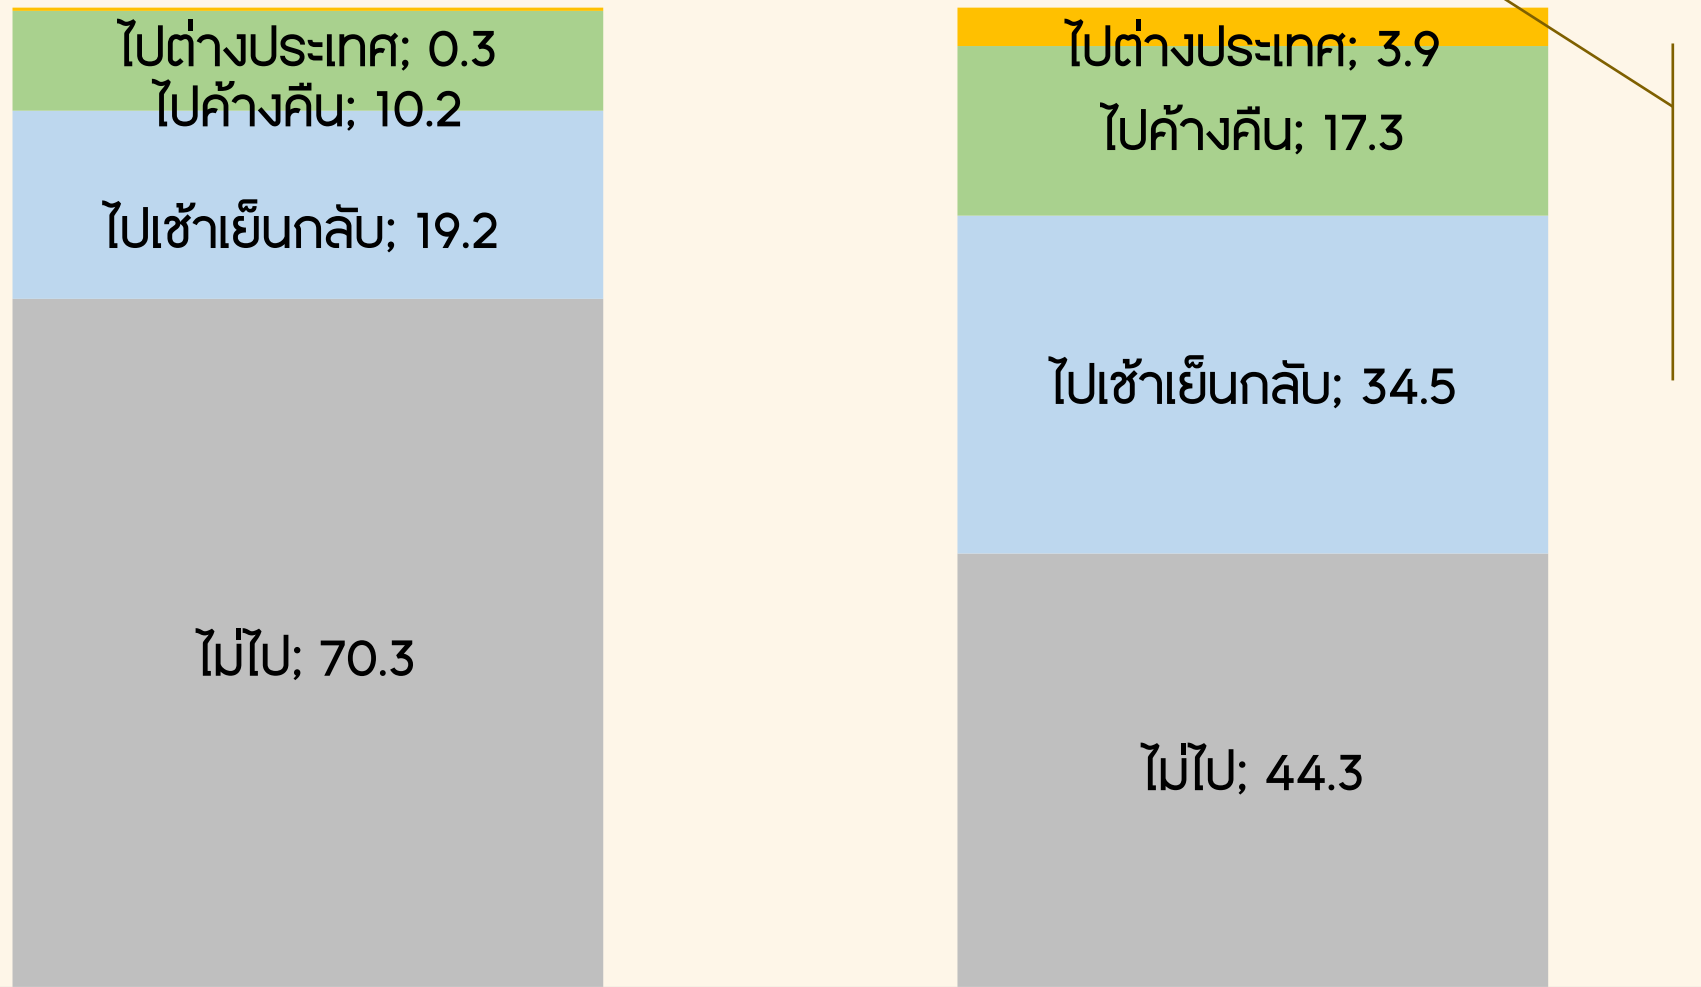 ไปต่างประเทศ; 0.3
ไปค้างคืน; 10.2
ไปเช้าเย็นกลับ; 19.2
ไม่ไป; 70.3
ไปต่างประเทศ; 3.9
ไปค้างคืน; 17.3
ไปเช้าเย็นกลับ; 34.5
ไม่ไป; 44.3